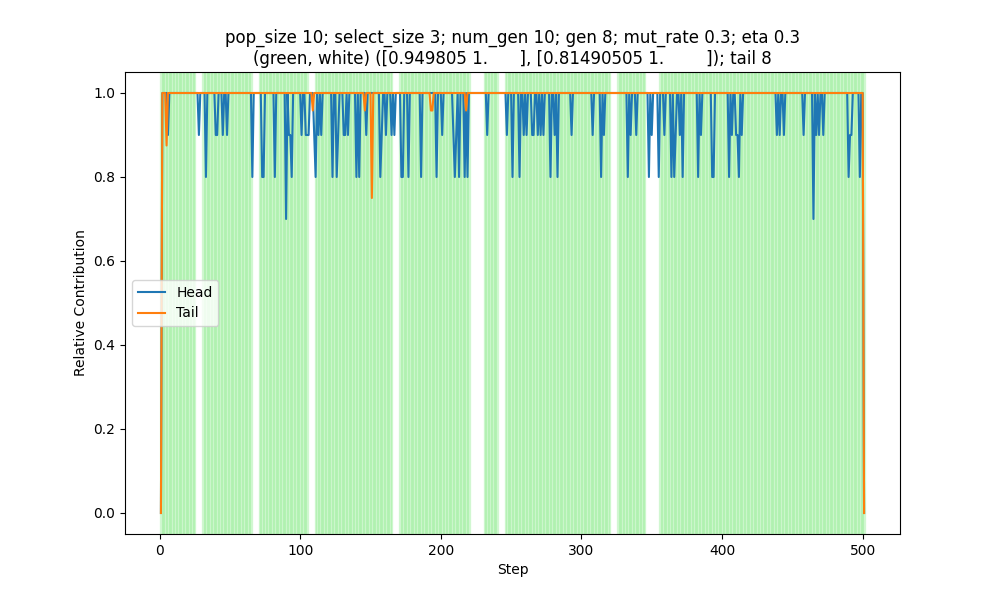 pop_size 10; select_size 3; num_gen 10; gen 8; mut_rate 0.3; eta 0.3
(green, white) ([0.949805 1.      ], [0.81490505 1.        ]); tail 8
1.0
0.8
0.6
0.4
0.2
0.0
Relative Contribution
Head
Tail
0
100
200
300
400
500
Step